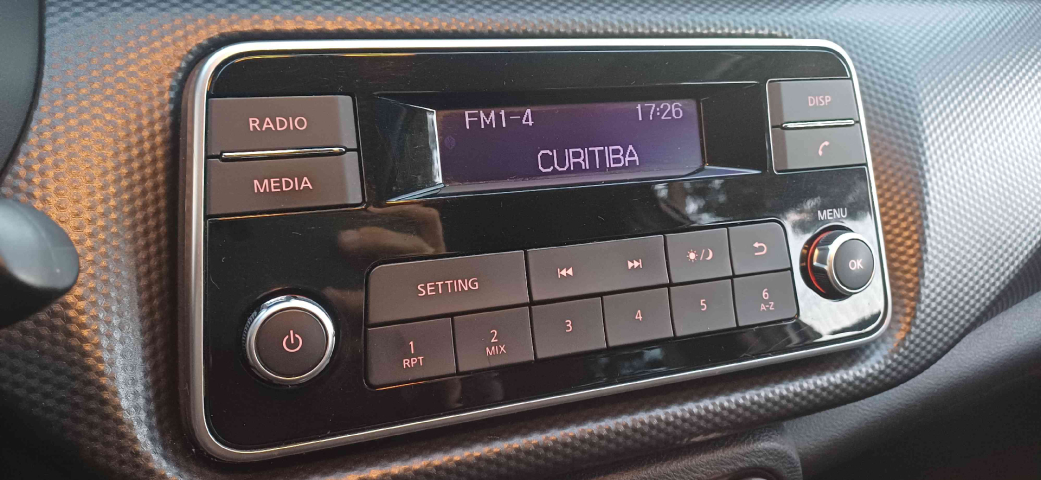 RADIO
MEDIA
FM1-4 17:26
CURITIBA
DISP
MENU
OK
SETTING
1
RPT
2
MIX
3
4
5
6
A-Z